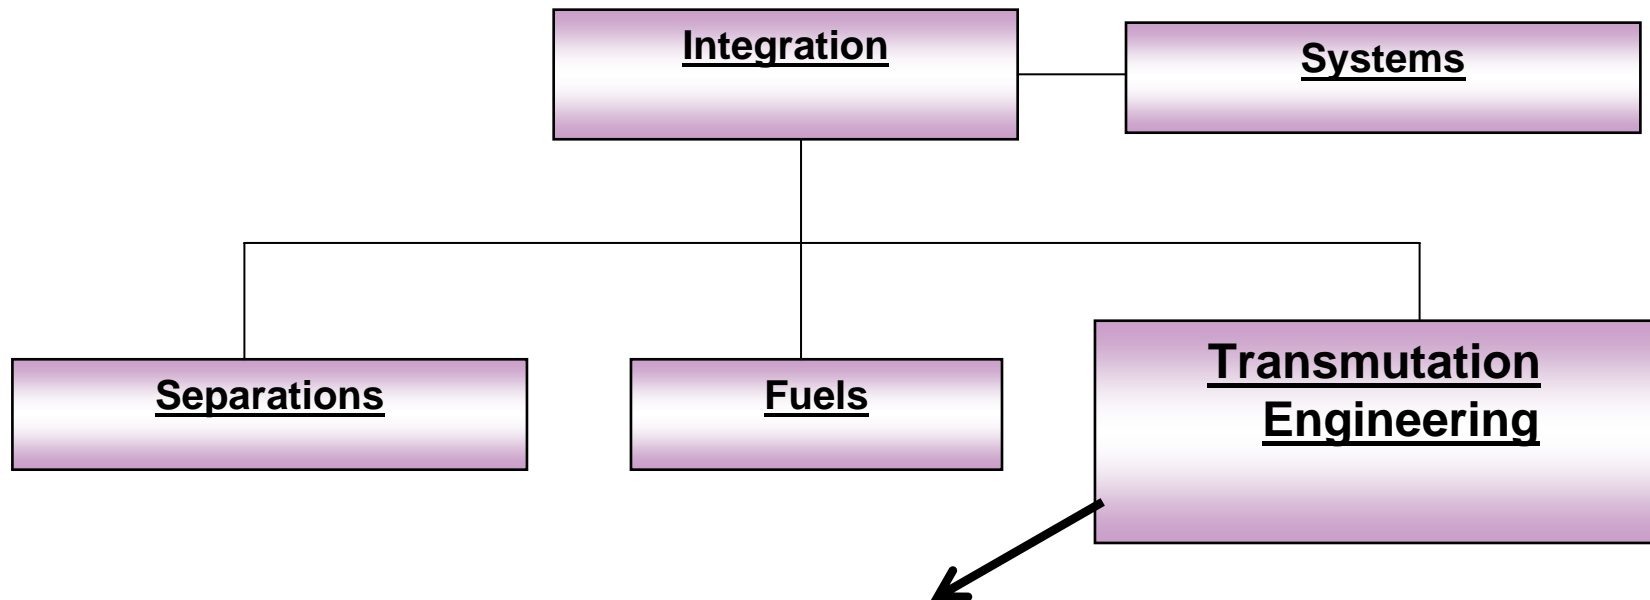 Integration
Systems
Separations
Fuels
Transmutation
Engineering